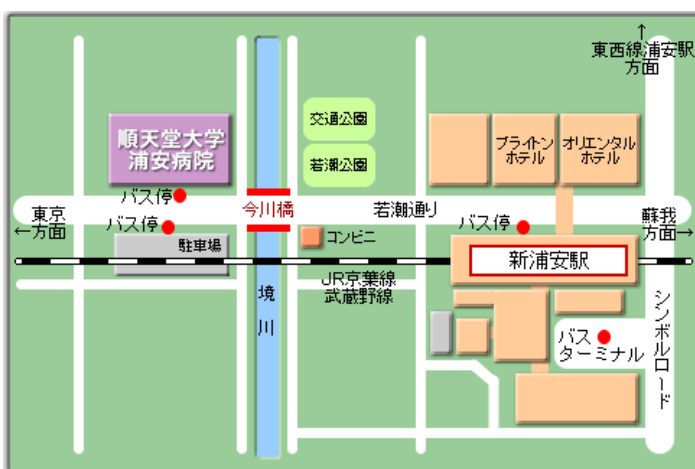 ↑
東西線浦安駅
方面
交通公園
若潮公園
順天堂大学
浦安病院
ブライトン
ホテル
オリエンタル
ホテル
バス停
今川橋
若潮通り
東京
←方面
バス停
駐車場
コンビニ
バス停
蘇我
方面→
新浦安駅
JR京葉線
武蔵野線
境川
バス
ターミナル
シンボルロード